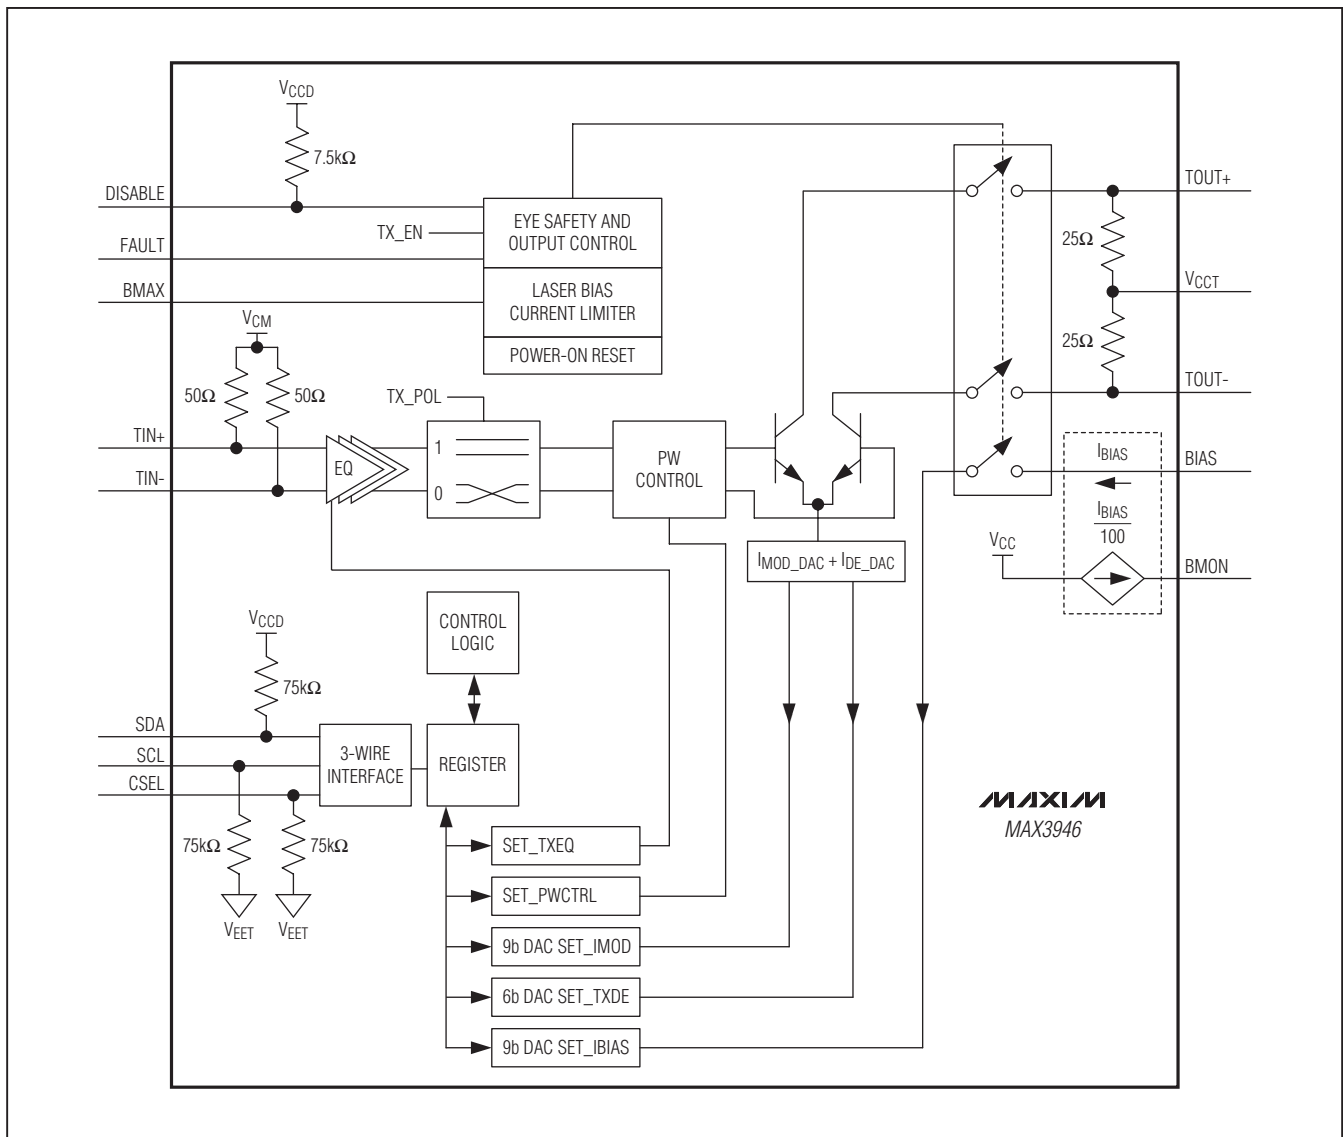 VCCD
7.5kΩ
DISABLE
TX_EN
FAULT
BMAX
EYE SAFETY AND
OUTPUT CONTROL
LASER BIAS
CURRENT LIMITER
POWER-ON RESET
VCM
50Ω
50Ω
TIN+
TIN-
EQ
TX_POL
1
0
PW
CONTROL
IMOD_DAC + IDE_DAC
TOUT+
25Ω
VCCT
25Ω
TOUT-
IBIAS
BIAS
IBIAS
100
VCC
BMON
CONTROL
LOGIC
VCCD
75kΩ
SDA
SCL
CSEL
3-WIRE
INTERFACE
REGISTER
75kΩ
75kΩ
VEET
VEET
SET_TXEQ
SET_PWCTRL
9b DAC SET_IMOD
6b DAC SET_TXDE
9b DAC SET_IBIAS
MAXIM
MAX3946